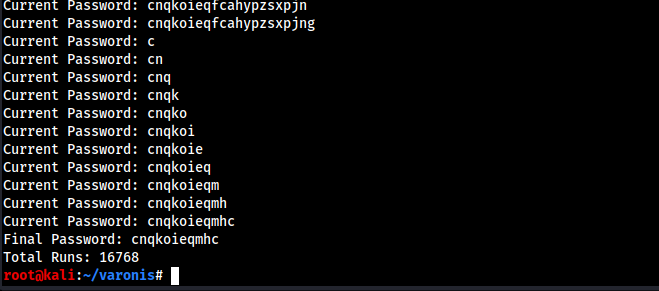 Current Password: cnqkoieqfcahypzsxpjn
Current Password: cnqkoieqfcahypzsxpjng
Current Password: c
Current Password: cn
Current Password: cnq
Current Password: cnqk
Current Password: cnqko
Current Password: cnqkoi
Current Password: cnqkoie
Current Password: cnqkoieq
Current Password: cnqkoieqm
Current Password: cnqkoieqmh
Current Password: cnqkoieqmhc
Final Password: cnqkoieqmhc
Total Runs: 16768
root@kali:~/varonis#